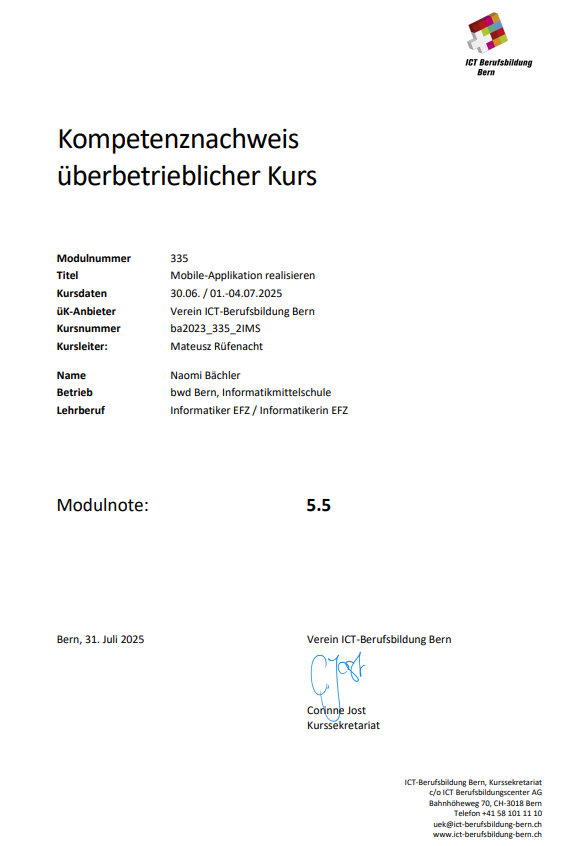 ICT Berufsbildung
Bern
Kompetenznachweis
überbetrieblicher Kurs
Modulnummer 335
Titel Mobile-Applikation realisieren
Kursdaten 30.06. / 01.-04.07.2025
üK-Anbieter Verein ICT-Berufsbildung Bern
Kursnummer ba2023_335_2IMS
Kursleiter: Mateusz Rüfenacht
Name Naomi Bächler
Betrieb bwd Bern, Informatikmittelschule
Lehrberuf Informatiker EFZ / Informatikerin EFZ
Modulnote: 5.5
Bern, 31. Juli 2025 Verein ICT-Berufsbildung Bern
CJost
Corinne Jost
Kurssekretariat
ICT-Berufsbildung Bern, Kurssekretariat
c/o ICT Berufsbildungscenter AG
Bahnhöheweg 70, CH-3018 Bern
Telefon +41 58 101 11 10
uek@ict-berufsbildung-bern.ch
www.ict-berufsbildung-bern.ch